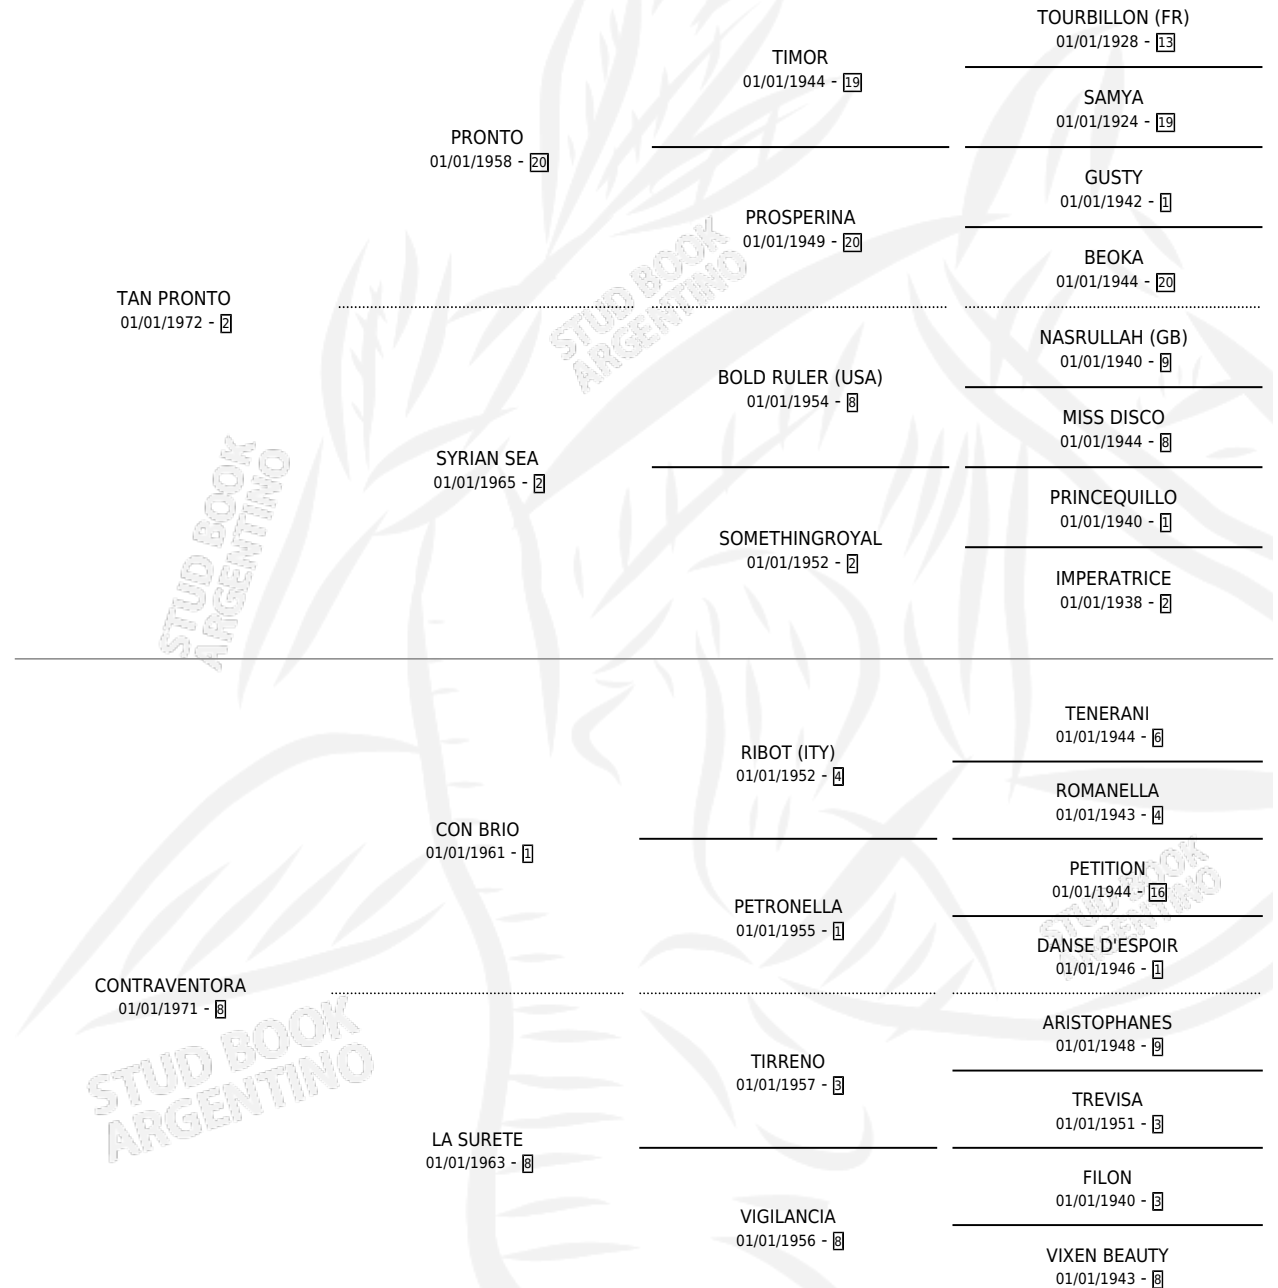 TOURBILLON (FR)
01/01/1928 - 13
TIMOR
01/01/1944 - 19
SAMYA
01/01/1924 - 19
PRONTO
01/01/1958 - 20
GUSTY
01/01/1942 - 1
PROSPERINA
01/01/1949 - 20
BEOKA
01/01/1944 - 20
TAN PRONTO
01/01/1972 - 2
STUD BOOK
ARGENTINO
NASRULLAH (GB)
01/01/1940 - 9
BOLD RULER (USA)
01/01/1954 - 8
MISS DISCO
01/01/1944 - 8
SYRIAN SEA
01/01/1965 - 2
PRINCEQUILLO
01/01/1940 - 1
SOMETHINGROYAL
01/01/1952 - 2
IMPERATRICE
01/01/1938 - 2
STUD BOOK
ARGENTINO
TENERANI
01/01/1944 - 6
RIBOT (ITY)
01/01/1952 - 4
ROMANELLA
01/01/1943 - 4
CON BRIO
01/01/1961 - 1
PETITION
01/01/1944 - 16
PETRONELLA
01/01/1955 - 1
DANSE D'ESPOIR
01/01/1946 - 1
STUD BOOK
ARGENTINO
CONTRAVENTORA
01/01/1971 - 8
ARISTOPHANES
01/01/1948 - 9
TIRRENO
01/01/1957 - 3
TREVISA
01/01/1951 - 3
STUD BOOK
ARGENTINO
LA SURETE
01/01/1963 - 8
FILON
01/01/1940 - 3
VIGILANCIA
01/01/1956 - 8
VIXEN BEAUTY
01/01/1943 - 8